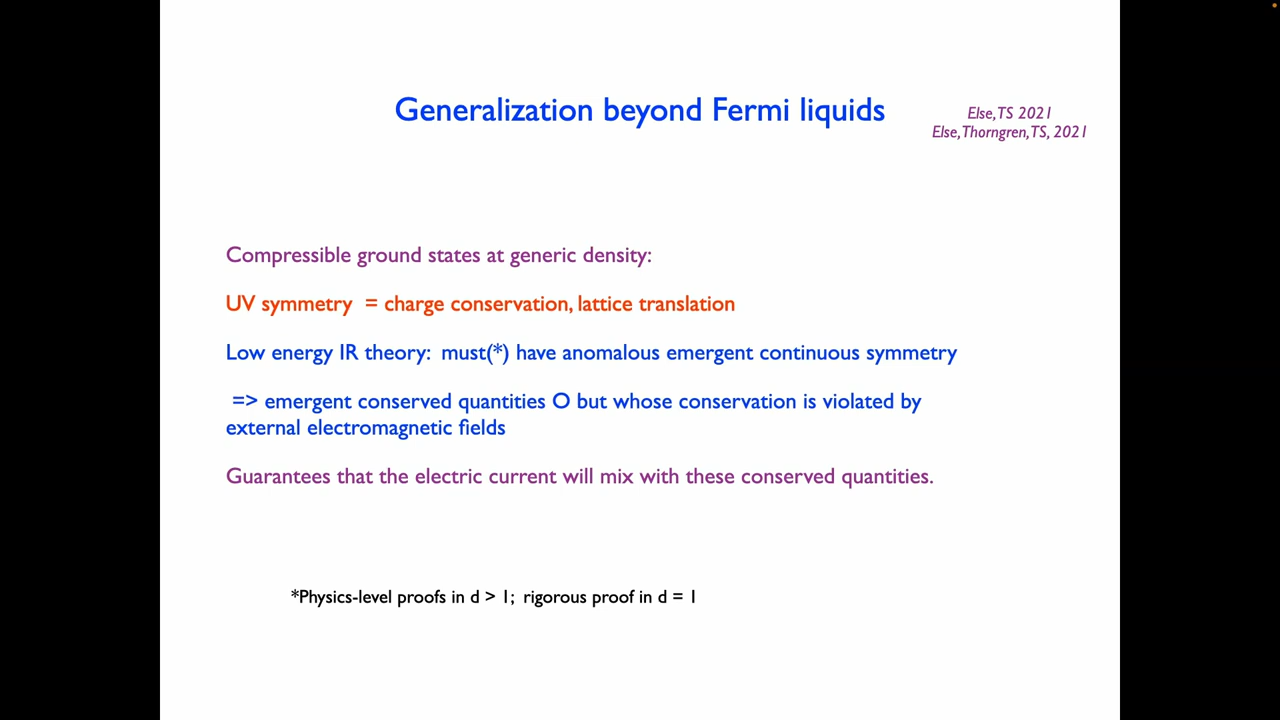 Generalization beyond Fermi liquids
Else, TS 2021
Else, Thorngren, TS, 2021
Compressible ground states at generic density:
UV symmetry = charge conservation, lattice translation
Low energy IR theory: must(*) have anomalous emergent continuous symmetry
=> emergent conserved quantities O but whose conservation is violated by
external electromagnetic fields
Guarantees that the electric current will mix with these conserved quantities.
*Physics-level proofs in d > 1; rigorous proof in d = 1